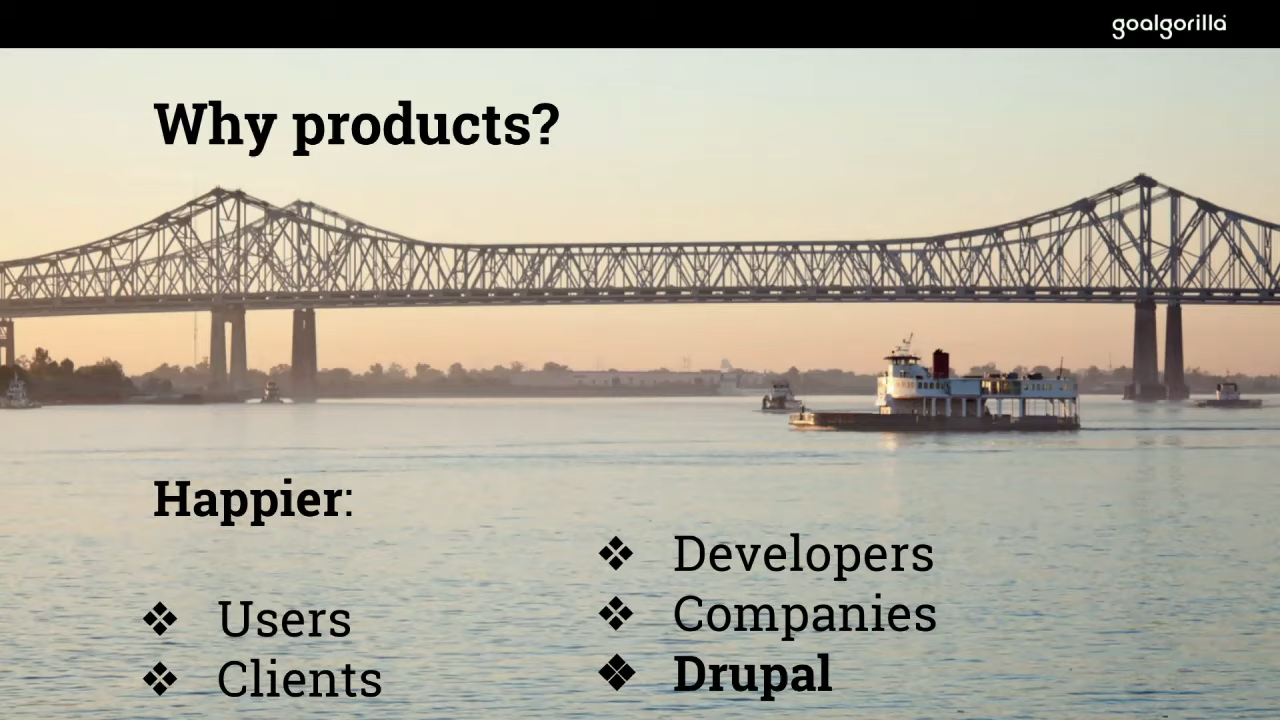 goalgorilla
Why products?
Happier:
❖ Users
❖ Clients
❖ Developers
❖ Companies
❖ Drupal